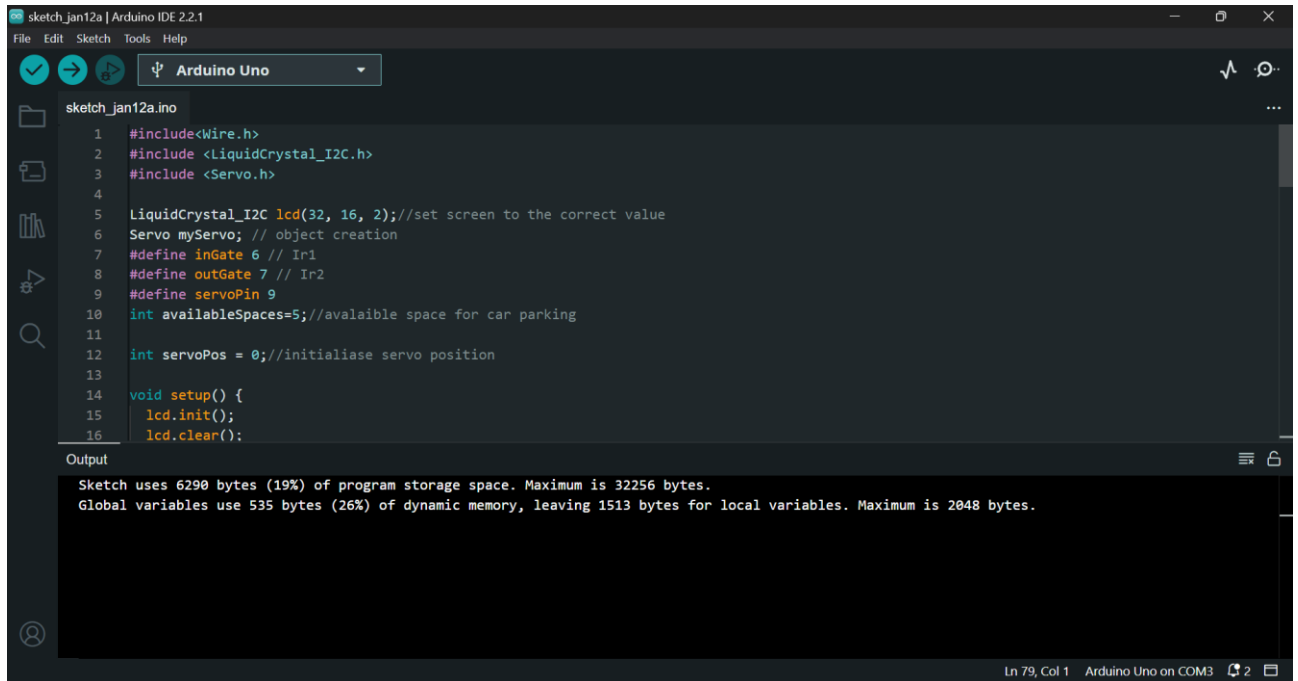 sketch_jan12a | Arduino IDE 2.2.1
File Edit Sketch Tools Help
Arduino Uno
sketch_jan12a.ino
1 #include<Wire.h>
2 #include <LiquidCrystal_I2C.h>
3 #include <Servo.h>
4
5 LiquidCrystal_I2C lcd(32, 16, 2);//set screen to the correct value
6 Servo myServo; // object creation
7 #define inGate 6 // Ir1
8 #define outGate 7 // Ir2
9 #define servoPin 9
10 int availableSpaces=5;//avalaible space for car parking
11
12 int servoPos = 0;//initialiase servo position
13
14 void setup() {
15 lcd.init();
16 lcd.clear();
Output
Sketch uses 6290 bytes (19%) of program storage space. Maximum is 32256 bytes.
Global variables use 535 bytes (26%) of dynamic memory, leaving 1513 bytes for local variables. Maximum is 2048 bytes.
Ln 79, Col 1 Arduino Uno on COM3 2